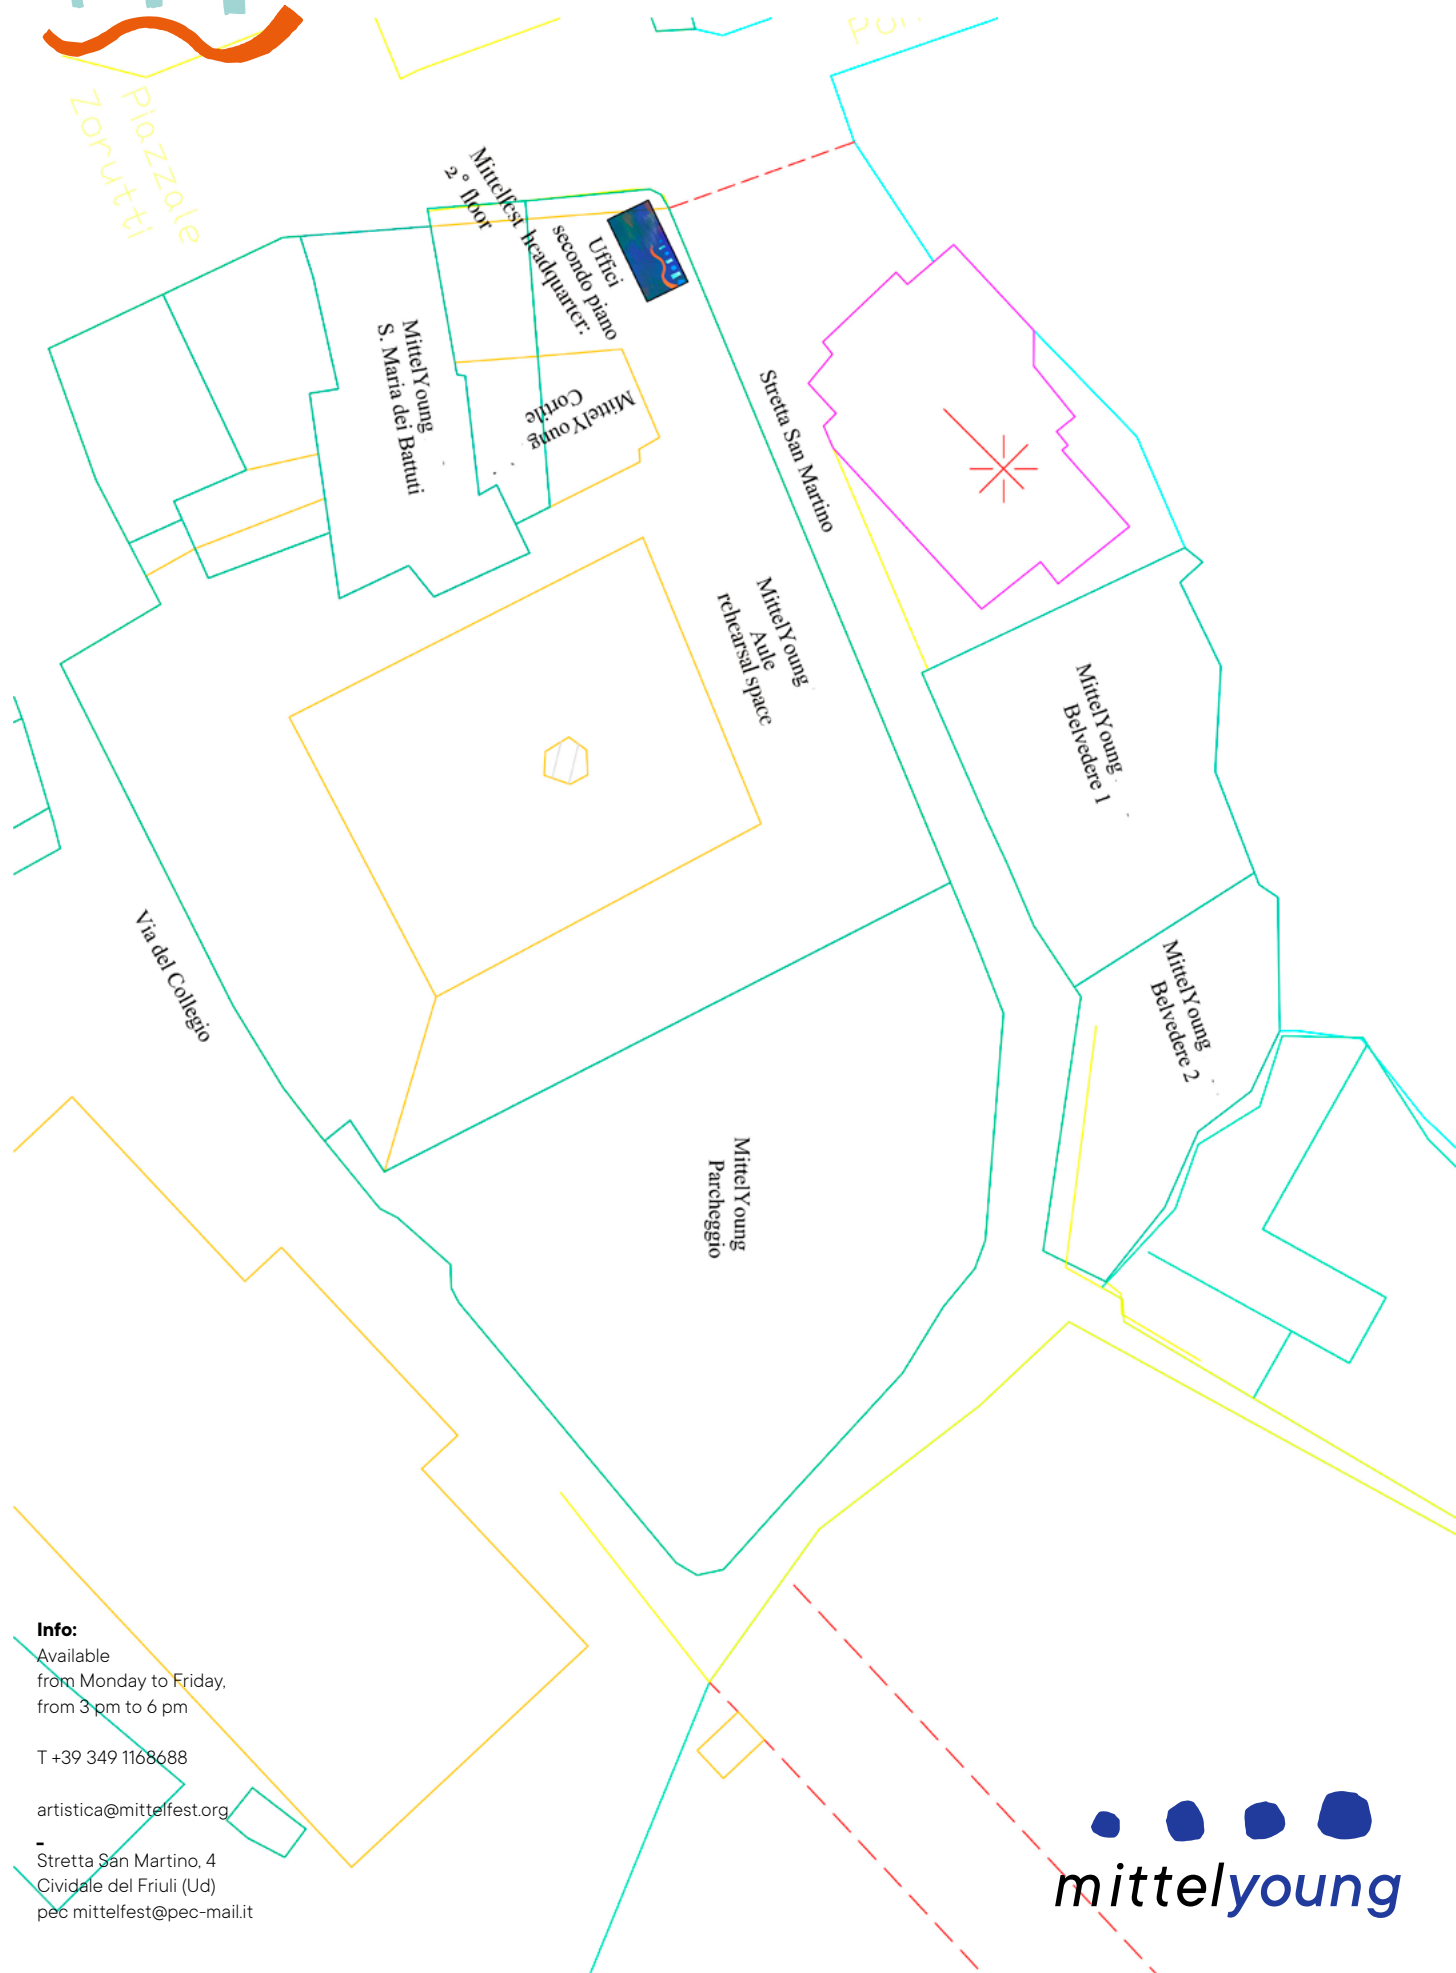 Piazzale
Zorutti
Mittelfest headquarter:
2° floor
Uffici
secondo piano
MittelYoung
S. Maria dei Battuti
MittelYoung
Cortile
Stretta San Martino
MittelYoung
Aule
rehearsal space
MittelYoung
Belvedere 1
Via del Collegio
MittelYoung
Belvedere 2
MittelYoung
Parcheggio
Info:
Available
from Monday to Friday,
from 3 pm to 6 pm
T +39 349 1168688
artistica@mittelfest.org
-
Stretta San Martino, 4
Cividale del Friuli (Ud)
pec mittelfest@pec-mail.it
mittelyoung